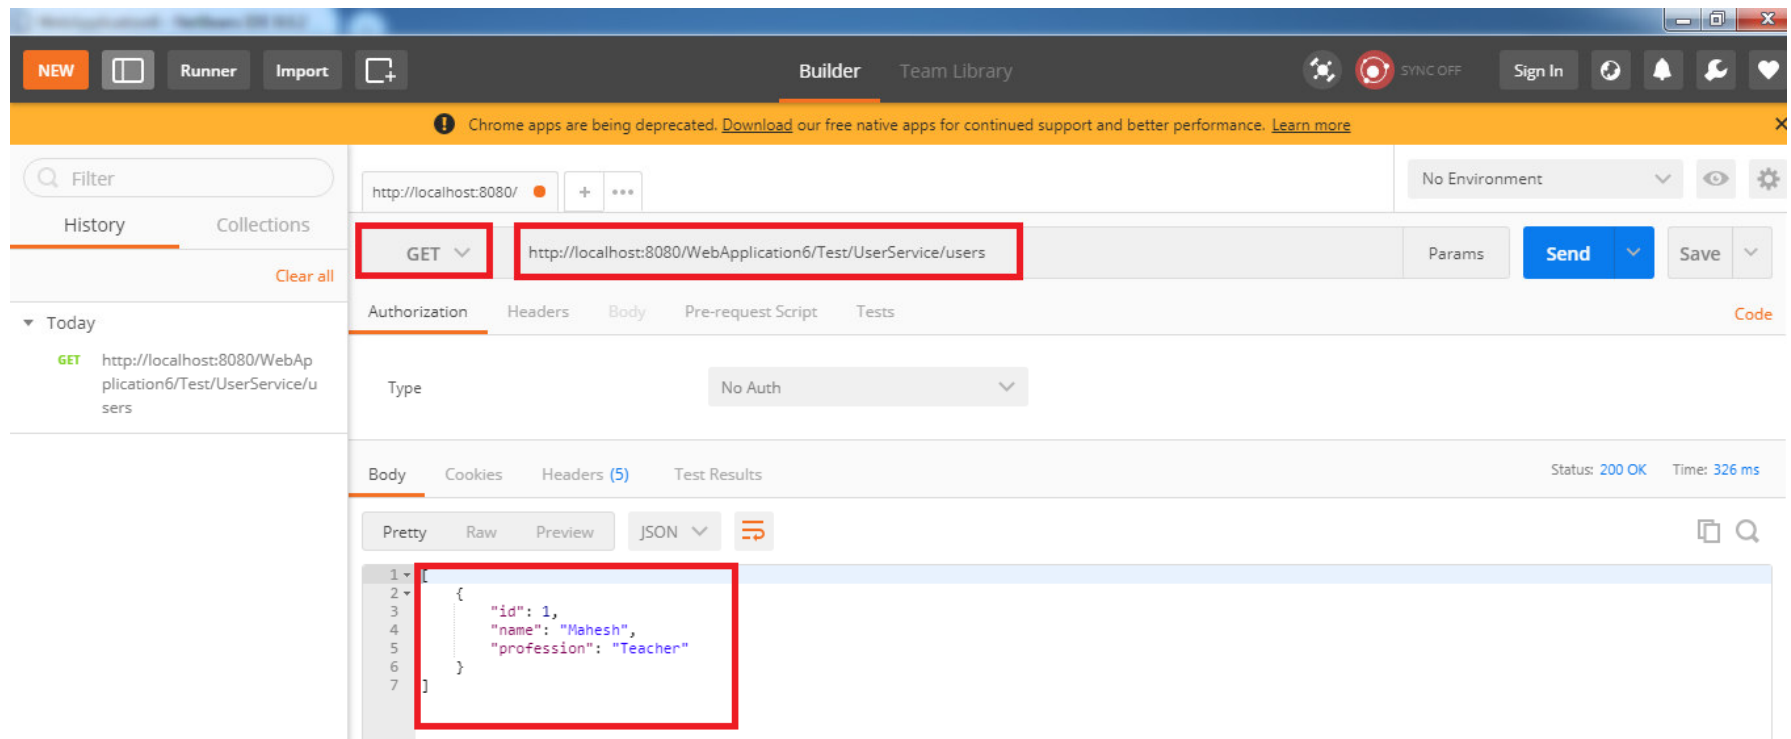 NEW Runner Import Builder Team Library SYNC OFF Sign In
Chrome apps are being deprecated. Download our free native apps for continued support and better performance. Learn more
Filter
History Collections
Clear all
Today
GET http://localhost:8080/WebAp
plication6/Test/UserService/u
sers
http://localhost:8080/ + •••
No Environment
GET http://localhost:8080/WebApplication6/Test/UserService/users Params Send Save
Authorization Headers Body Pre-request Script Tests Code
Type No Auth
Body Cookies Headers (5) Test Results Status: 200 OK Time: 326 ms
Pretty Raw Preview JSON
1 [
2 {
3 "id": 1,
4 "name": "Mahesh",
5 "profession": "Teacher"
6 }
7 ]